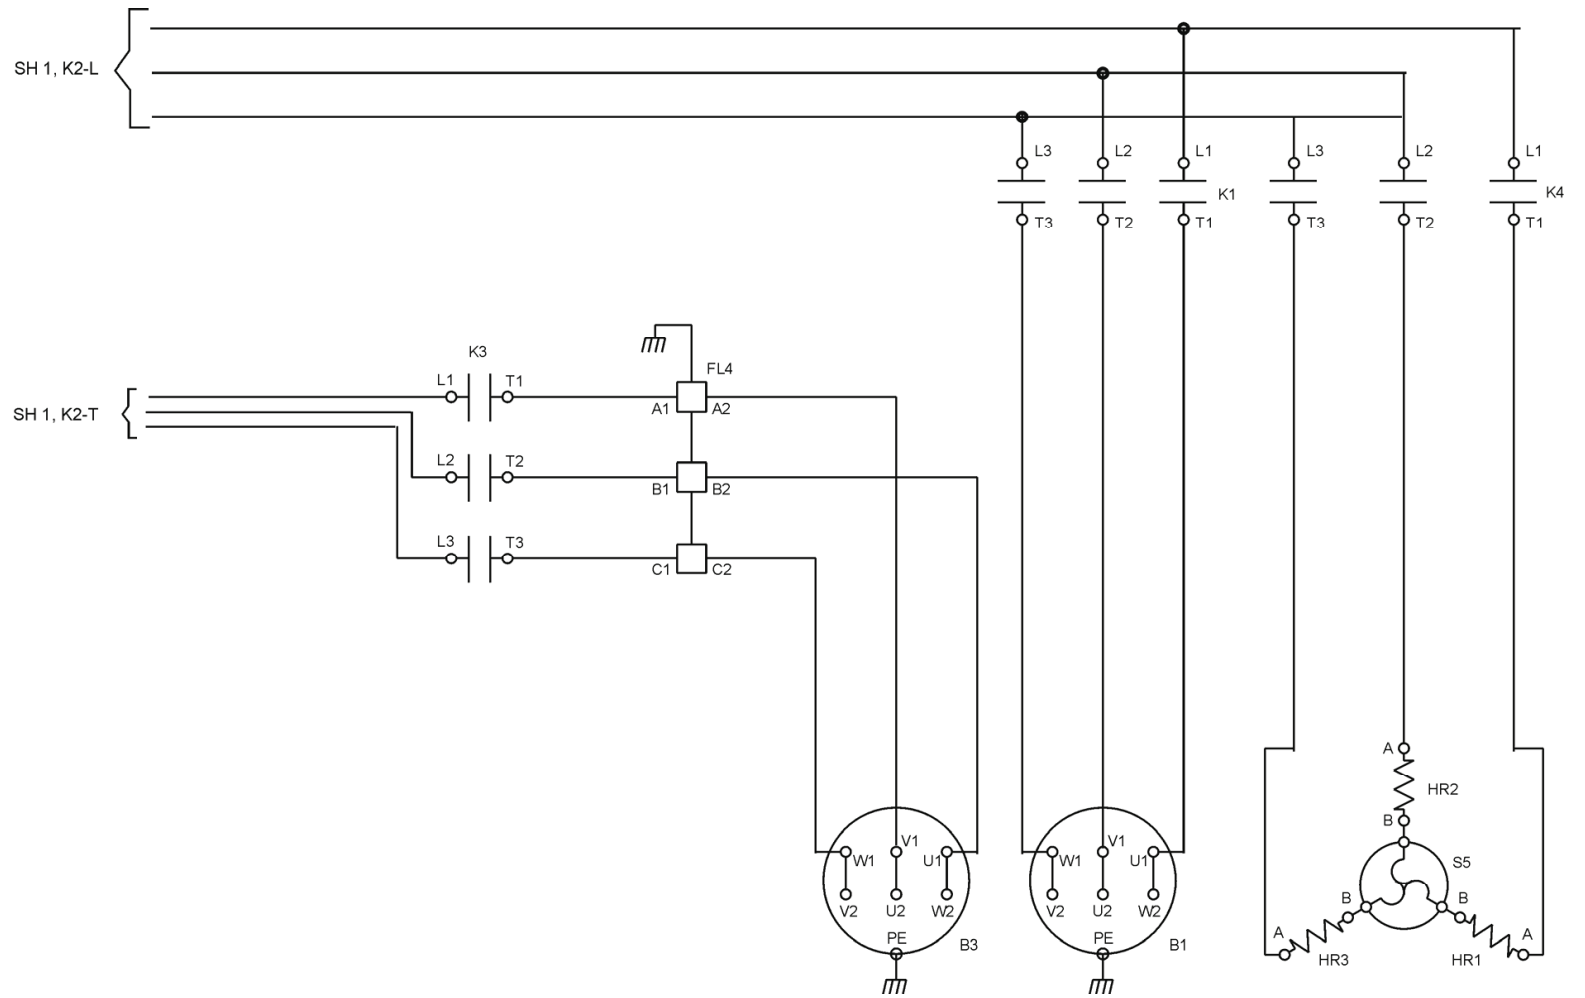 SH 1, K2-L
L3 L2 L1 L3 L2 L1
K1 K4
T3 T2 T1 T3 T2 T1
K3
FL4
L1 T1
A1 A2
SH 1, K2-T
L2 T2
B1 B2
L3 T3
C1 C2
A
HR2
B
V1 V1
W1 U1 W1 U1 S5
B B
V2 U2 W2 V2 U2 W2
A A
PE PE
B3 B1 HR3 HR1